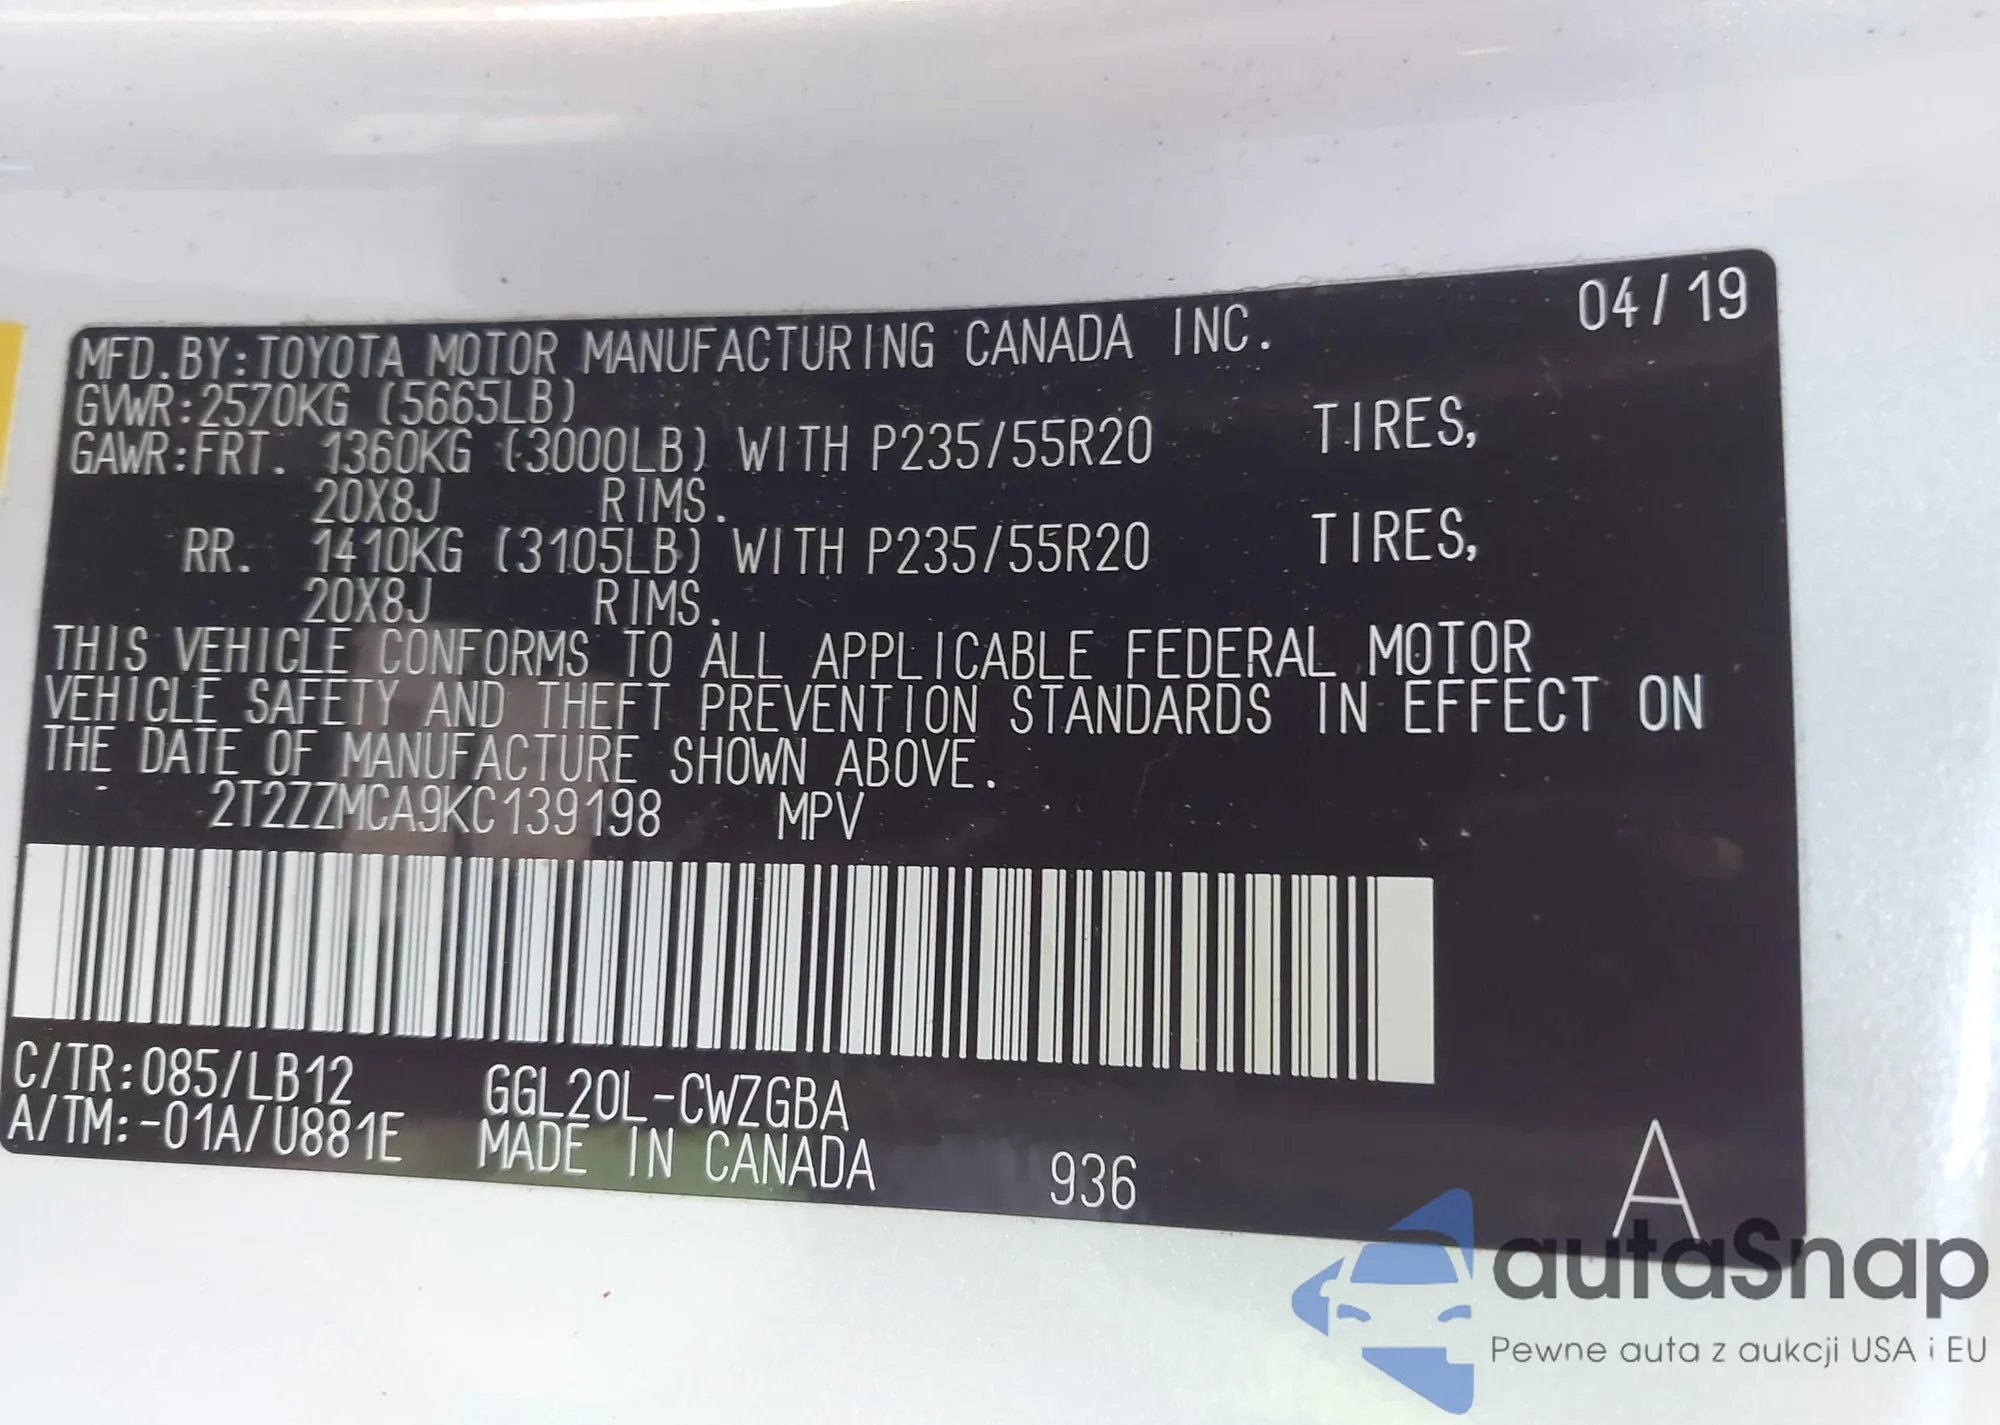 04/19
MFD.BY:TOYOTA MOTOR MANUFACTURING CANADA INC.
GVWR:2570KG (5665LB)
GAWR:FRT. 1360KG (3000LB) WITH P235/55R20 TIRES,
20X8J RIMS.
RR. 1410KG (3105LB) WITH P235/55R20 TIRES,
20X8J RIMS.
THIS VEHICLE CONFORMS TO ALL APPLICABLE FEDERAL MOTOR
VEHICLE SAFETY AND THEFT PREVENTION STANDARDS IN EFFECT ON
THE DATE OF MANUFACTURE SHOWN ABOVE.
2T2ZZMCA9KC139198 MPV
C/TR:085/LB12 GGL20L-CWZGBA
A/TM:-01A/U881E MADE IN CANADA 936 A
autaSnap
Pewne auta z aukcji USA i EU